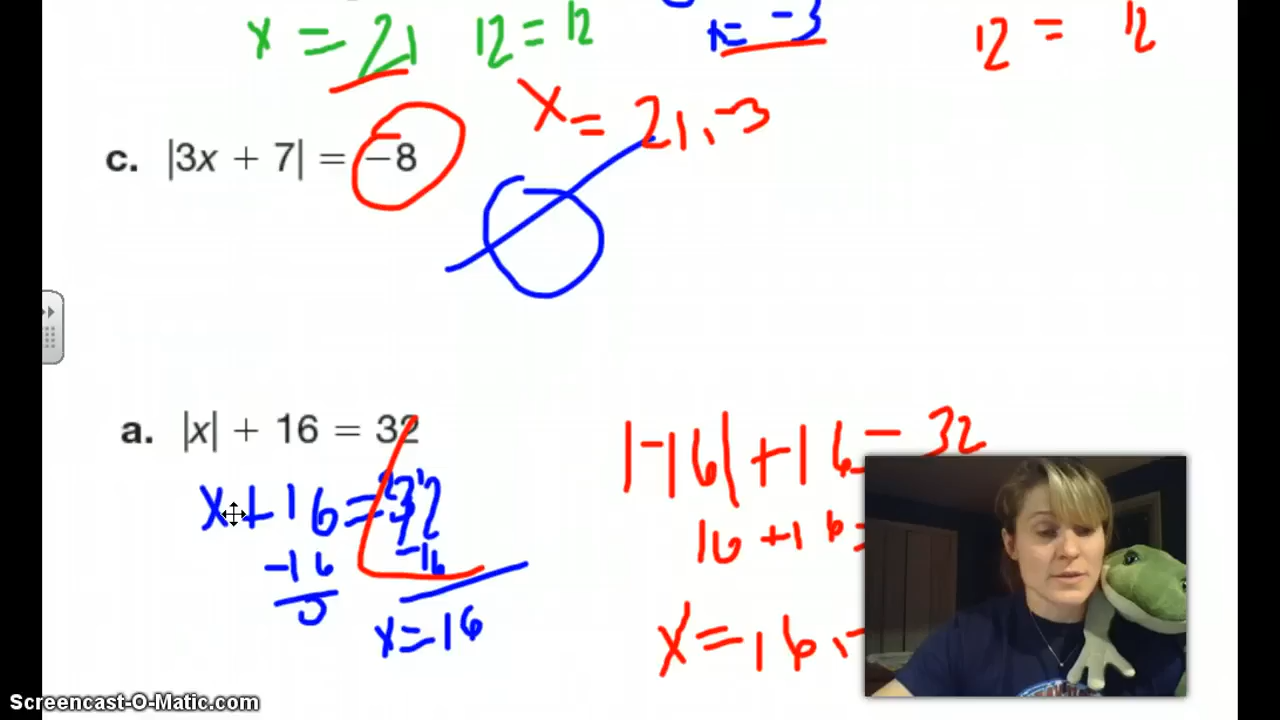 x = 21 12 = 12 = -3 12 = 12
x = 21, -3
c. |3x + 7| = −8
a. |x| + 16 = 32
|-16| + 16 = 32
x + 16 = 32
-16 -16
16 + 16 =
0 x = 16
x = 16, -
Screencast-O-Matic.com